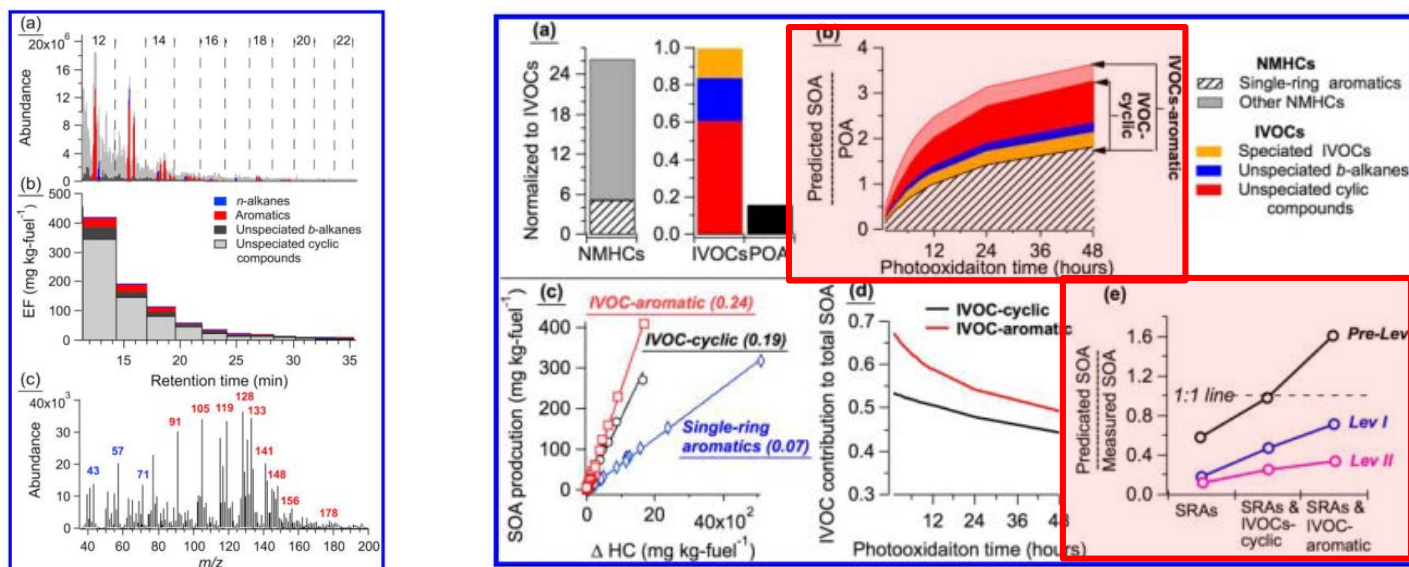 (a)
20x10⁶
12
14
16
18
20
22
16
12
8
4
0
Abundance
(b)
500
400
300
200
100
0
EF (mg kg-fuel⁻¹)
n-alkanes
Aromatics
Unspeciated b-alkanes
Unspeciated cyclic
compounds
15
20
25
30
35
Retention time (min)
(c)
40x10³
30
20
10
0
Abundance
43
57
71
91
105
119
128
133
141
148
156
178
40
60
80
100
120
140
160
180
200
m/z
(a)
24
18
12
6
0
Normalized to IVOCs
1.0
0.8
0.6
0.4
0.2
0.0
NMHCs
IVOCs
POA
(b)
4
3
2
1
0
Predicted SOA
POA
12
24
36
48
Photooxidaiton time (hours)
IVOC-
cyclic
IVOCs-aromatic
NMHCs
Single-ring aromatics
Other NMHCs
IVOCs
Speciated IVOCs
Unspeciated b-alkanes
Unspeciated cylic
compounds
(c)
IVOC-aromatic (0.24)
IVOC-cyclic (0.19)
Single-ring
aromatics (0.07)
400
300
200
100
0
SOA prodcution (mg kg-fuel⁻¹)
0
20
40x10²
Δ HC (mg kg-fuel⁻¹)
(d)
IVOC-cyclic
IVOC-aromatic
0.7
0.6
0.5
0.4
0.3
IVOC contribution to total SOA
12
24
36
48
Photooxidaiton time (hours)
(e)
Pre-Lev
1:1 line
Lev I
Lev II
1.6
1.2
0.8
0.4
0.0
Predicated SOA
Measured SOA
SRAs
SRAs &
IVOCs-
cyclic
SRAs &
IVOC-
aromatic